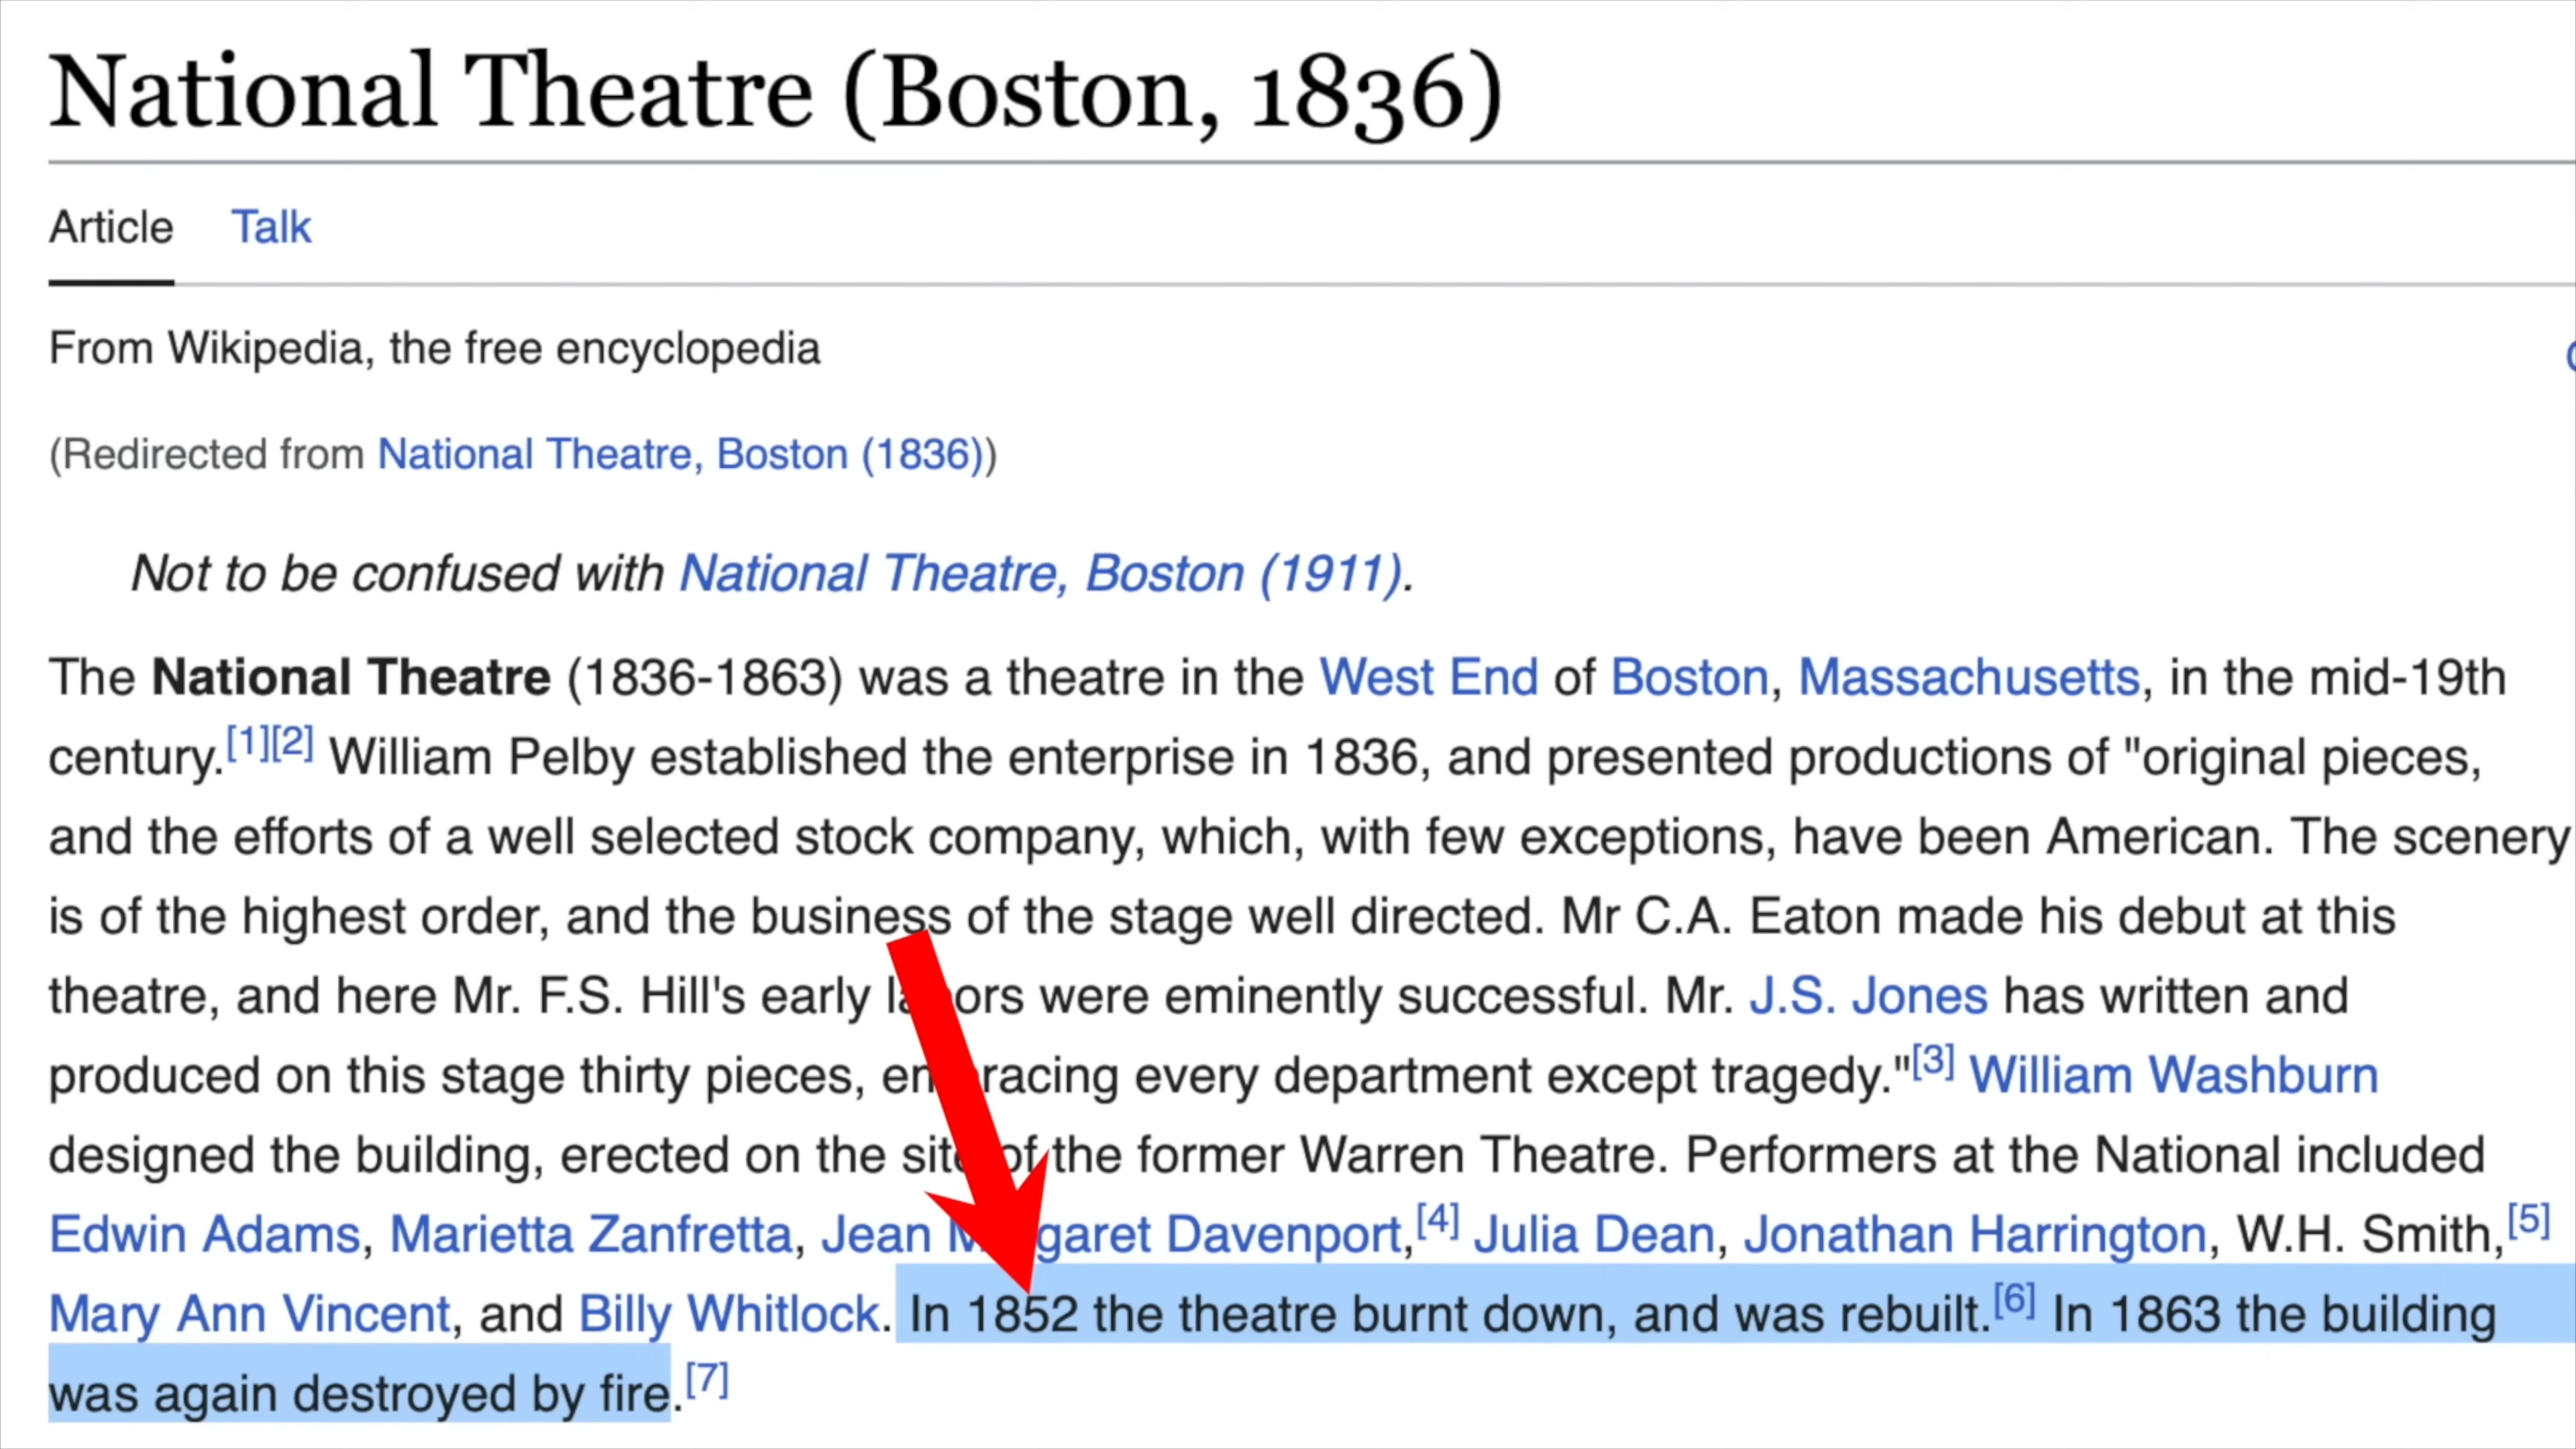 National Theatre (Boston, 1836)
Article Talk
From Wikipedia, the free encyclopedia
(Redirected from National Theatre, Boston (1836))
Not to be confused with National Theatre, Boston (1911).
The National Theatre (1836-1863) was a theatre in the West End of Boston, Massachusetts, in the mid-19th
century.[1][2] William Pelby established the enterprise in 1836, and presented productions of "original pieces,
and the efforts of a well selected stock company, which, with few exceptions, have been American. The scenery
is of the highest order, and the business of the stage well directed. Mr C.A. Eaton made his debut at this
theatre, and here Mr. F.S. Hill's early were eminently successful. Mr. J.S. Jones has written and
produced on this stage thirty pieces, every department except tragedy."[3] William Washburn
designed the building, erected on the site of the former Warren Theatre. Performers at the National included
Edwin Adams, Marietta Zanfretta, Jean Davenport,[4] Julia Dean, Jonathan Harrington, W.H. Smith,[5]
Mary Ann Vincent, and Billy Whitlock. In 1852 the theatre burnt down, and was rebuilt.[6] In 1863 the building
was again destroyed by fire.[7]